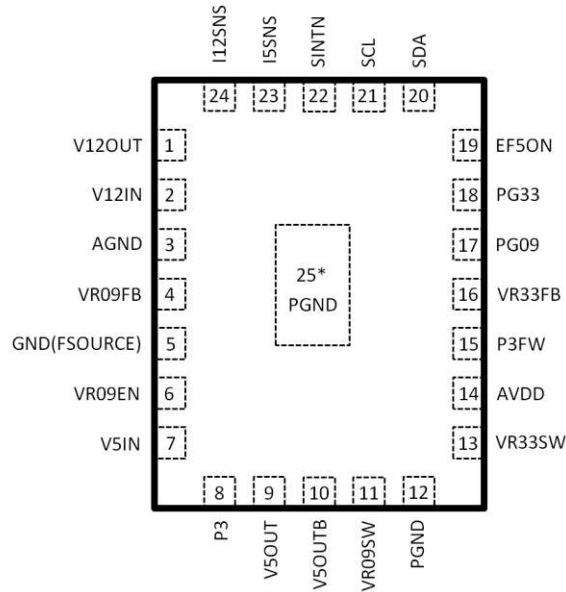 I12SNS
I5SNS
SINTN
SCL
SDA
24
23
22
21
20
V12OUT 1
19 EF5ON
V12IN 2
18 PG33
AGND 3
17 PG09
25*
PGND
VR09FB 4
16 VR33FB
GND(FSOURCE) 5
15 P3FW
VR09EN 6
14 AVDD
V5IN 7
13 VR33SW
8
9
10
11
12
P3
V5OUT
V5OUTB
VR09SW
PGND